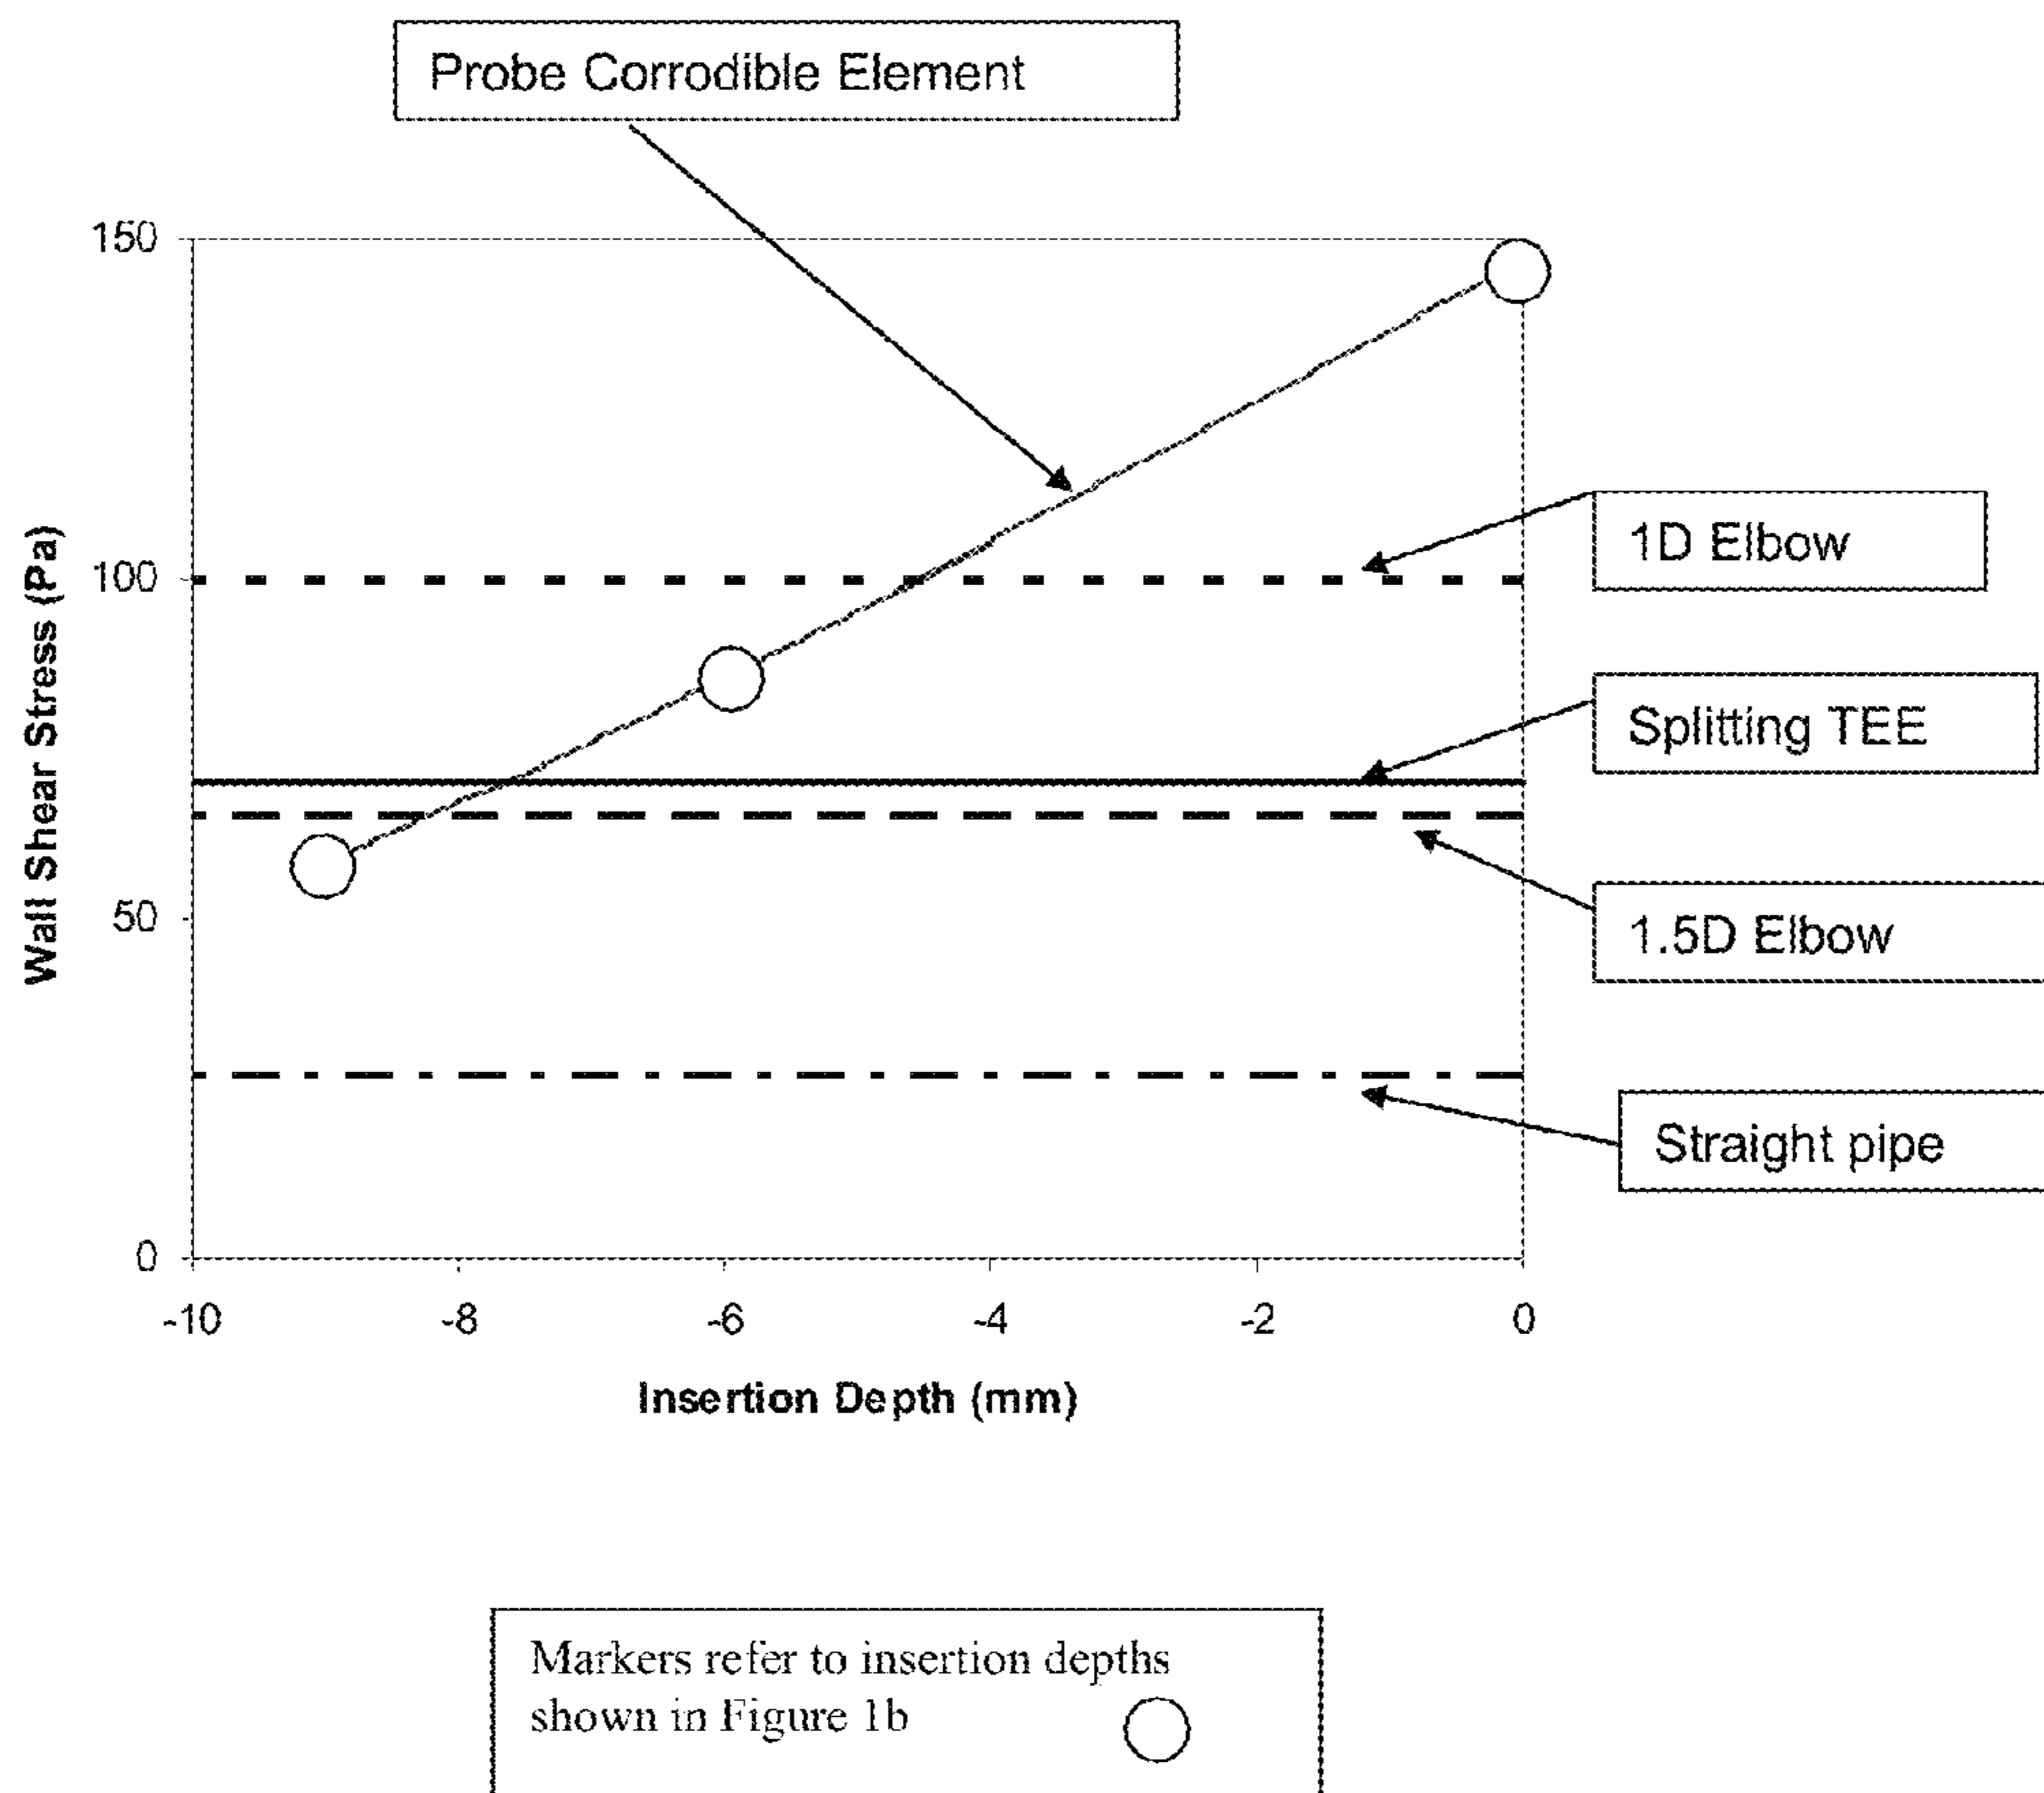 Probe Corrodible Element
150
100
50
0
Wall Shear Stress (Pa)
1D Elbow
Splitting TEE
1.5D Elbow
Straight pipe
-10 -8 -6 -4 -2 0
Insertion Depth (mm)
Markers refer to insertion depths
shown in Figure 1b